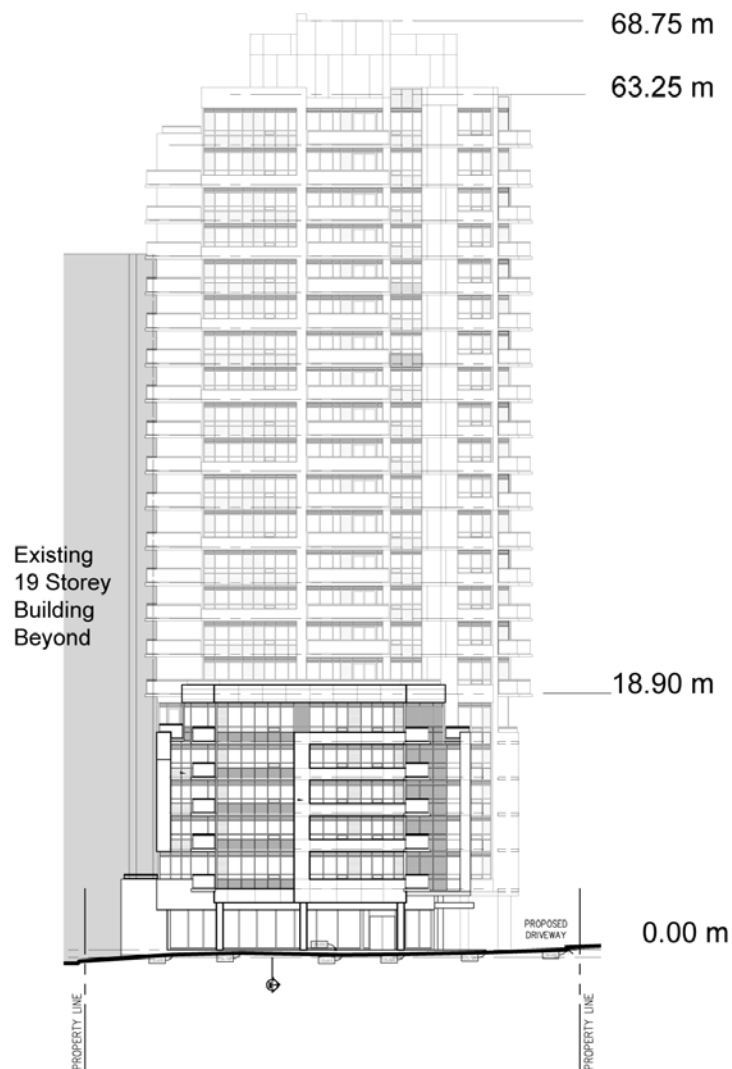 68.75 m
63.25 m
Existing
19 Storey
Building
Beyond
18.90 m
PROPOSED
DRIVEWAY
0.00 m
PROPERTY LINE
PROPERTY LINE